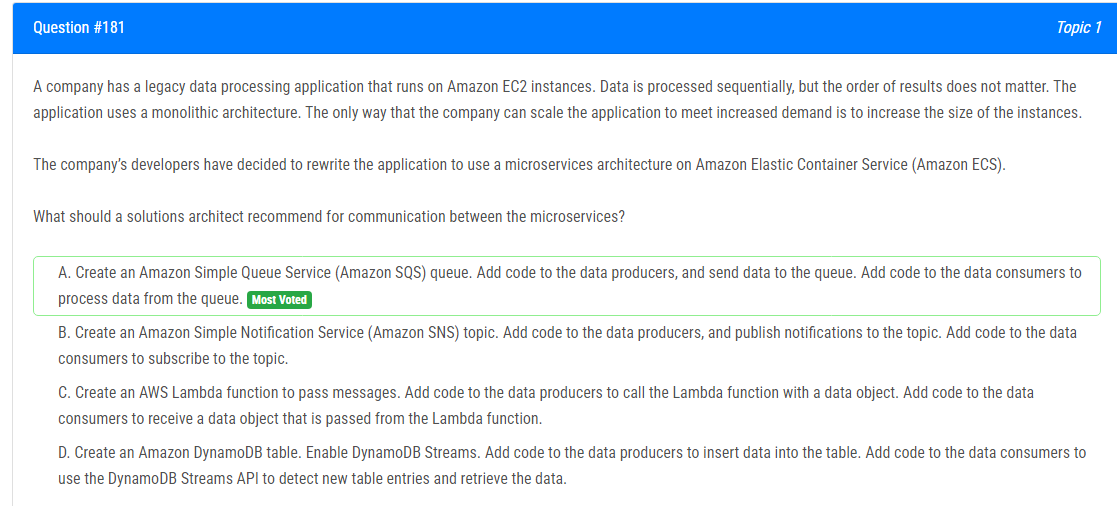 Question #181
Topic 1
A company has a legacy data processing application that runs on Amazon EC2 instances. Data is processed sequentially, but the order of results does not matter. The
application uses a monolithic architecture. The only way that the company can scale the application to meet increased demand is to increase the size of the instances.
The company's developers have decided to rewrite the application to use a microservices architecture on Amazon Elastic Container Service (Amazon ECS).
What should a solutions architect recommend for communication between the microservices?
A. Create an Amazon Simple Queue Service (Amazon SQS) queue. Add code to the data producers, and send data to the queue. Add code to the data consumers to
process data from the queue. Most Voted
B. Create an Amazon Simple Notification Service (Amazon SNS) topic. Add code to the data producers, and publish notifications to the topic. Add code to the data
consumers to subscribe to the topic.
C. Create an AWS Lambda function to pass messages. Add code to the data producers to call the Lambda function with a data object. Add code to the data
consumers to receive a data object that is passed from the Lambda function.
D. Create an Amazon DynamoDB table. Enable DynamoDB Streams. Add code to the data producers to insert data into the table. Add code to the data consumers to
use the DynamoDB Streams API to detect new table entries and retrieve the data.